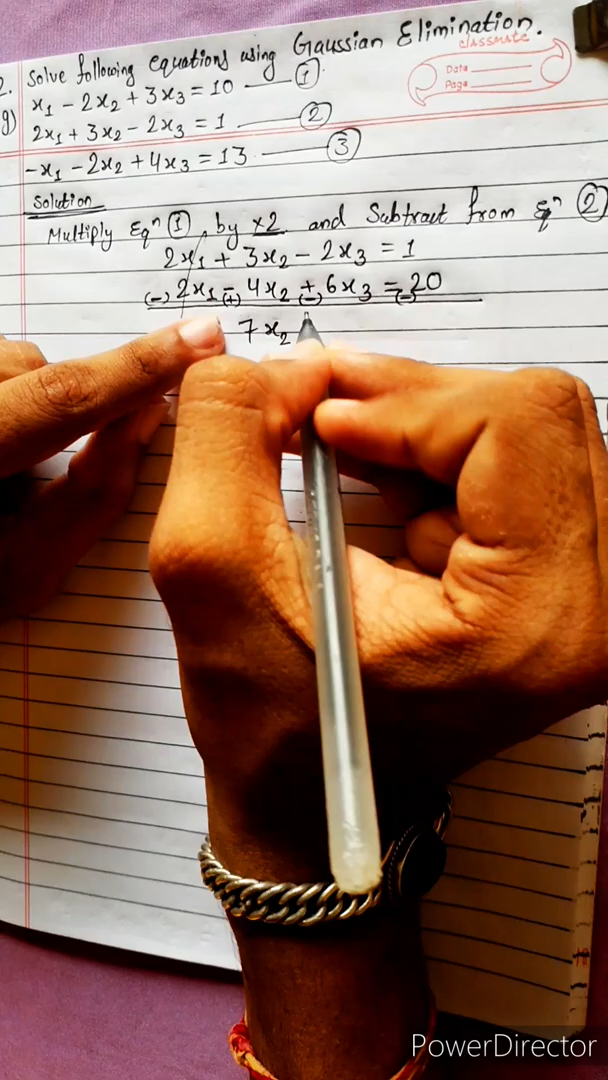 2. Solve following equations using Gaussian Elimination.
classmate
Date
Page
g) x₁ - 2x₂ + 3x₃ = 10 — ①
2x₁ + 3x₂ - 2x₃ = 1 — ②
-x₁ - 2x₂ + 4x₃ = 13 — ③
Solution
Multiply Eqⁿ ① by ×2 and Subtract from Eqⁿ ②
2x₁ + 3x₂ - 2x₃ = 1
(-) 2x₁ - (+) 4x₂ + (-) 6x₃ = (-) 20
7x₂
PowerDirector